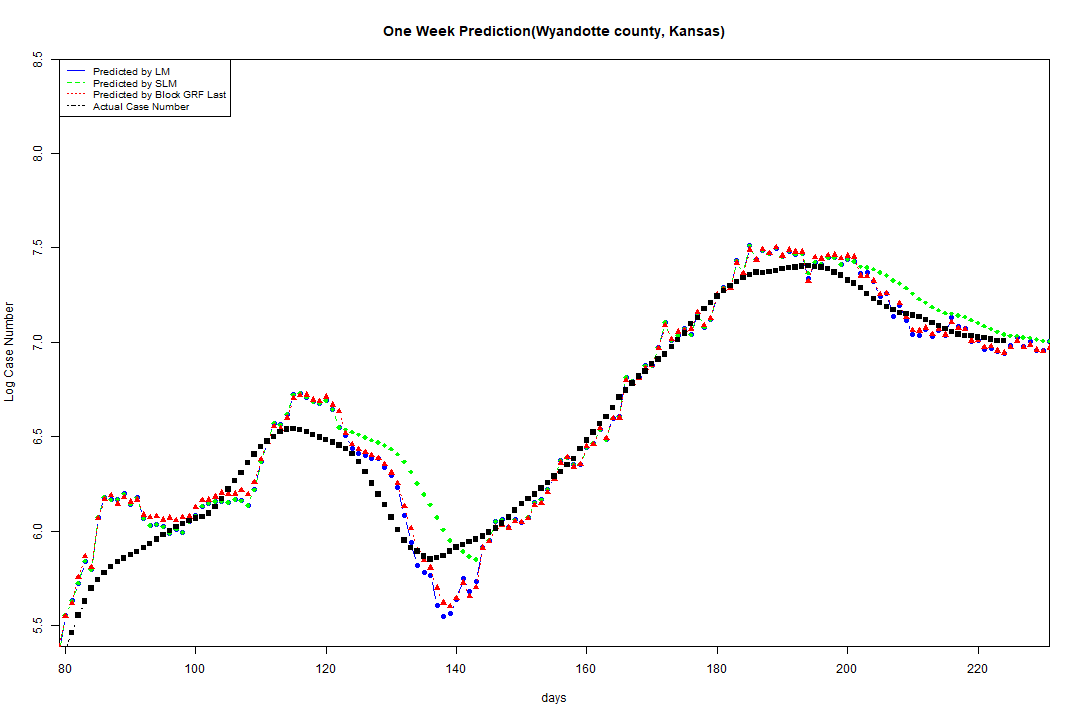 One Week Prediction(Wyandotte county, Kansas)
8.5
8.0
7.5
7.0
6.5
6.0
5.5
Log Case Number
Predicted by LM
Predicted by SLM
Predicted by Block GRF Last
Actual Case Number
80 100 120 140 160 180 200 220
days